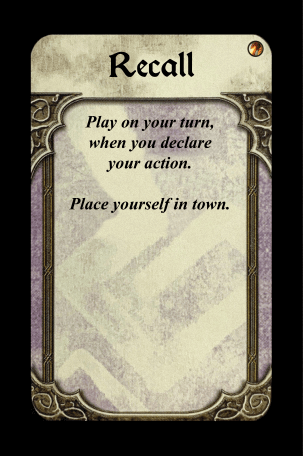 Recall
Play on your turn,
when you declare
your action.
Place yourself in town.